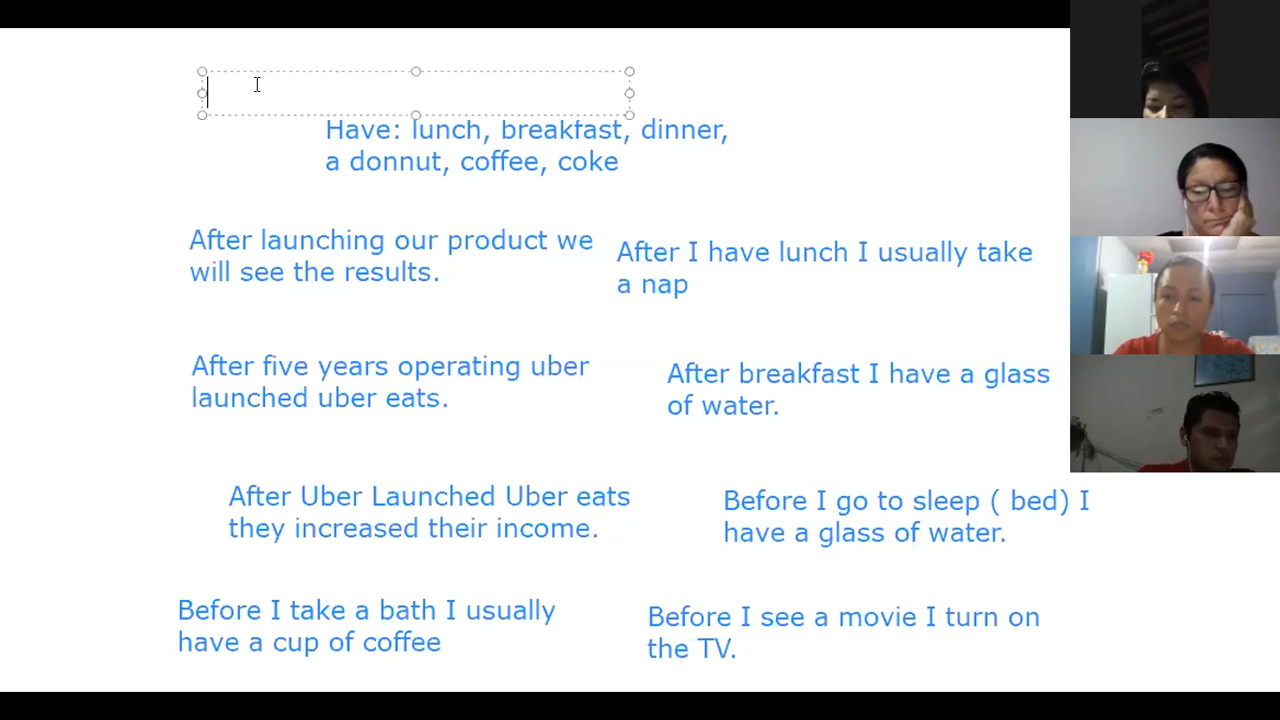 Have: lunch, breakfast, dinner,
a donnut, coffee, coke
After launching our product we
will see the results.
After I have lunch I usually take
a nap
After five years operating uber
launched uber eats.
After breakfast I have a glass
of water.
After Uber Launched Uber eats
they increased their income.
Before I go to sleep ( bed) I
have a glass of water.
Before I take a bath I usually
have a cup of coffee
Before I see a movie I turn on
the TV.